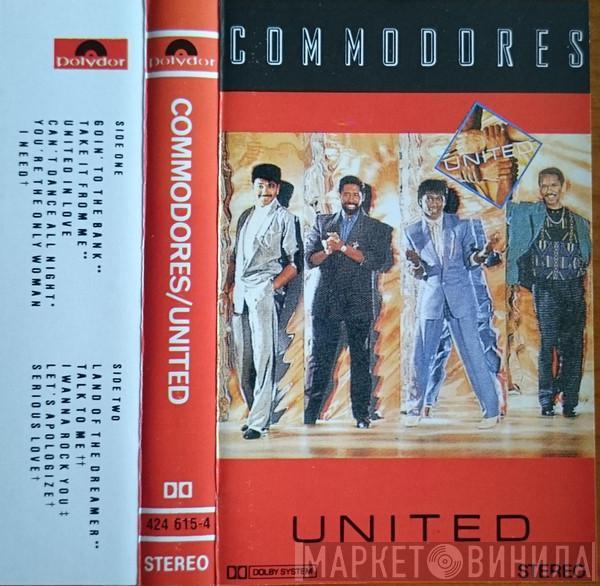 polydor
SIDE ONE
GOIN' TO THE BANK**
TAKE IT FROM ME**
UNITED IN LOVE
CAN'T DANCE ALL NIGHT*
YOU'RE THE ONLY WOMAN
I NEED†
SIDE TWO
LAND OF THE DREAMER**
TALK TO ME††
I WANNA ROCK YOU‡
LET'S APOLOGIZE†
SERIOUS LOVE†
polydor
COMMODORES/UNITED
424 615-4
STEREO
COMMODORES
UNITED
UNITED
DOLBY SYSTEM
STEREO
МАРКЕТ ВИНИЛА